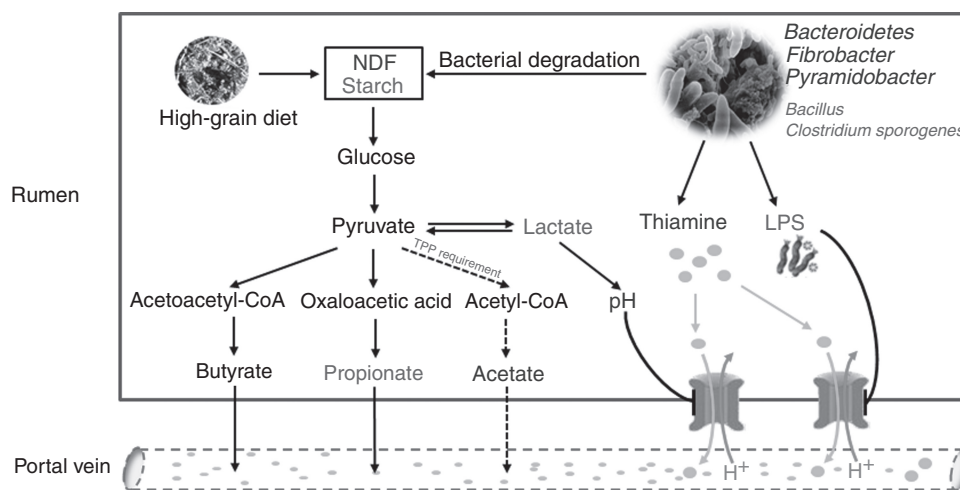 Bacteroidetes
Fibrobacter
Pyramidobacter
Bacillus
Clostridium sporogenes
NDF
Starch
Bacterial degradation
High-grain diet
Glucose
Rumen
Pyruvate
Lactate
Thiamine
LPS
TPP requirement
Acetoacetyl-CoA
Oxaloacetic acid
Acetyl-CoA
pH
Butyrate
Propionate
Acetate
Portal vein
H+
H+